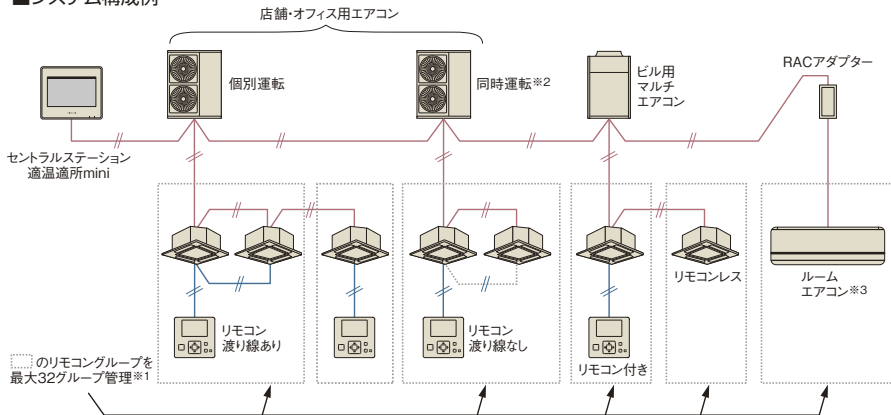 ■システム構成例
店舗・オフィス用エアコン
個別運転
同時運転※2
ビル用
マルチ
エアコン
RACアダプター
セントラルステーション
適温適所mini
リモコン
渡り線あり
リモコン
渡り線なし
リモコン付き
リモコンレス
ルーム
エアコン※3
のリモコングループを
最大32グループ管理※1